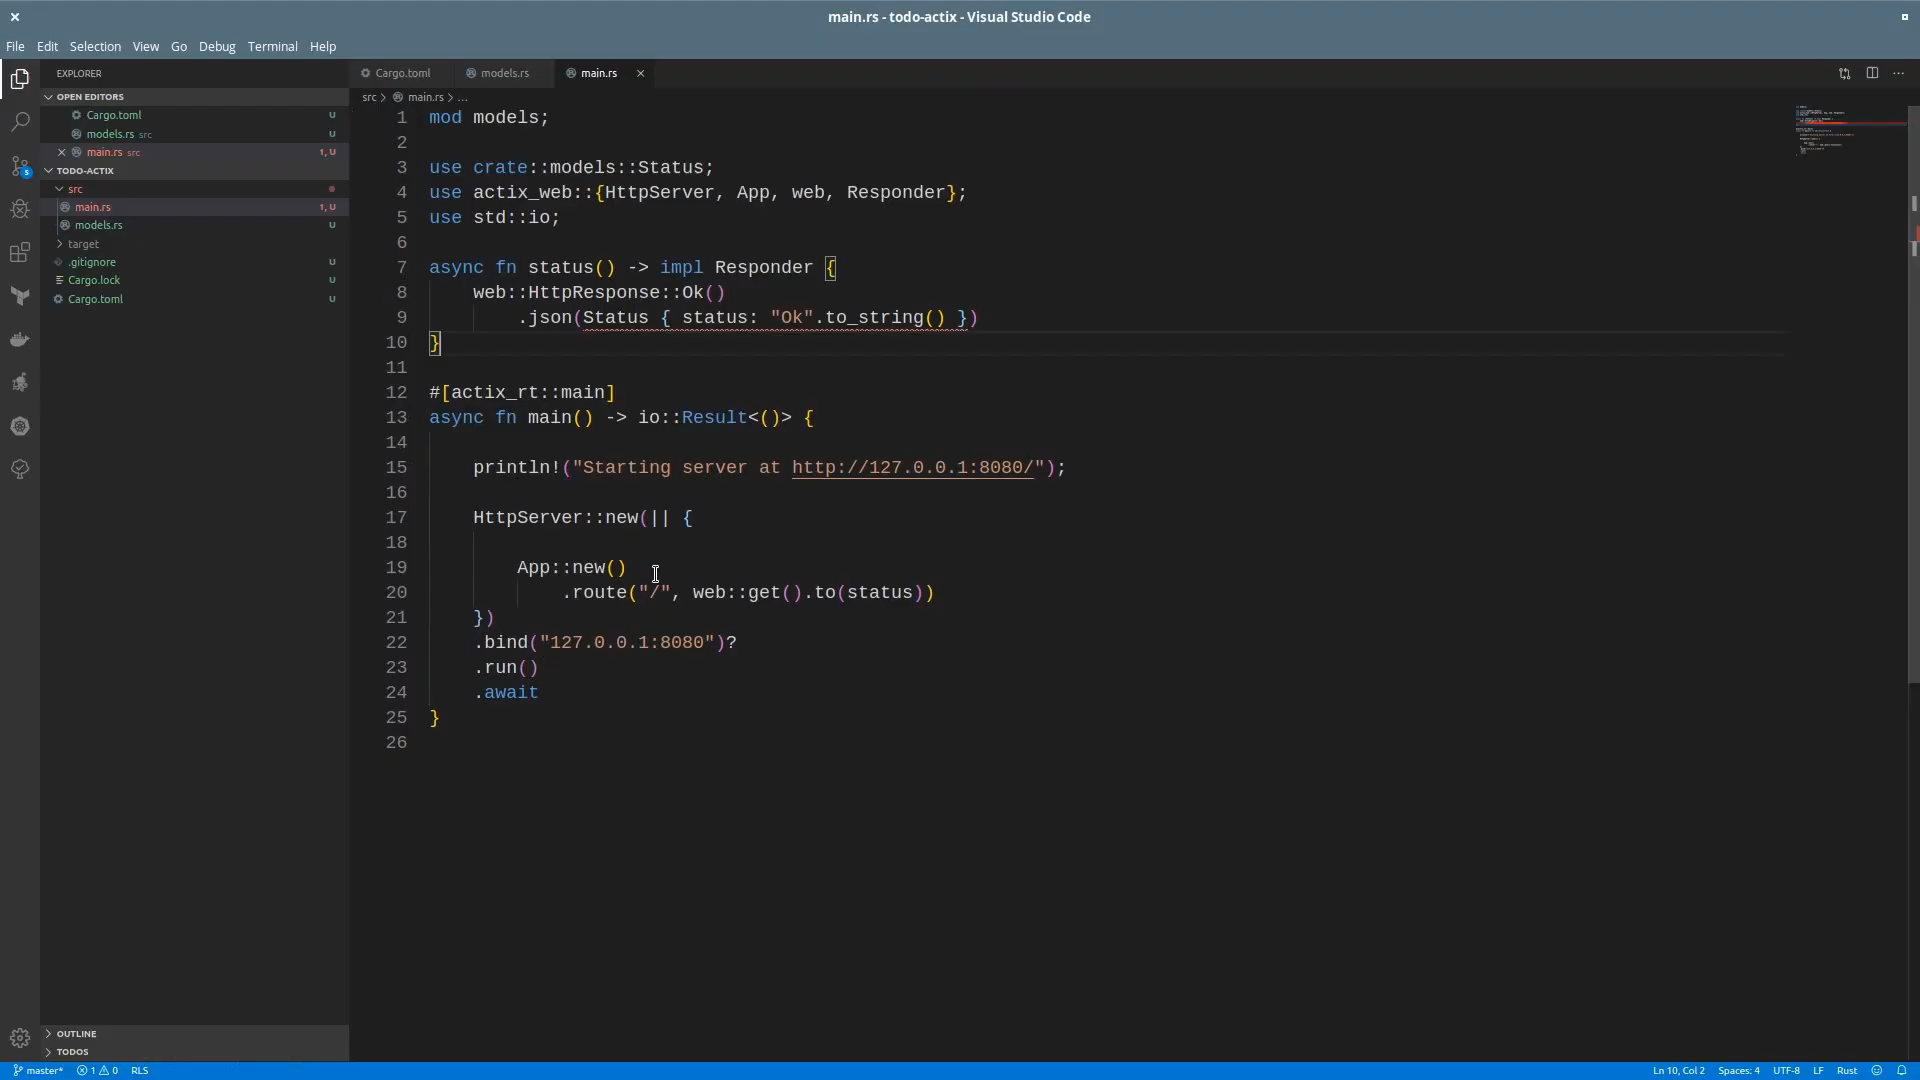 main.rs - todo-actix - Visual Studio Code
File Edit Selection View Go Debug Terminal Help
EXPLORER
OPEN EDITORS
Cargo.toml U
models.rs src U
main.rs src 1, U
TODO-ACTIX
src
main.rs 1, U
models.rs U
target
.gitignore U
Cargo.lock U
Cargo.toml U
OUTLINE
TODOS
5
Cargo.toml models.rs main.rs
src > main.rs > ...
1 mod models;
2
3 use crate::models::Status;
4 use actix_web::{HttpServer, App, web, Responder};
5 use std::io;
6
7 async fn status() -> impl Responder {
8 web::HttpResponse::Ok()
9 .json(Status { status: "Ok".to_string() })
10 }
11
12 #[actix_rt::main]
13 async fn main() -> io::Result<()> {
14
15 println!("Starting server at http://127.0.0.1:8080/");
16
17 HttpServer::new(|| {
18
19 App::new()
20 .route("/", web::get().to(status))
21 })
22 .bind("127.0.0.1:8080")?
23 .run()
24 .await
25 }
26
master* 1 0 RLS Ln 10, Col 2 Spaces: 4 UTF-8 LF Rust